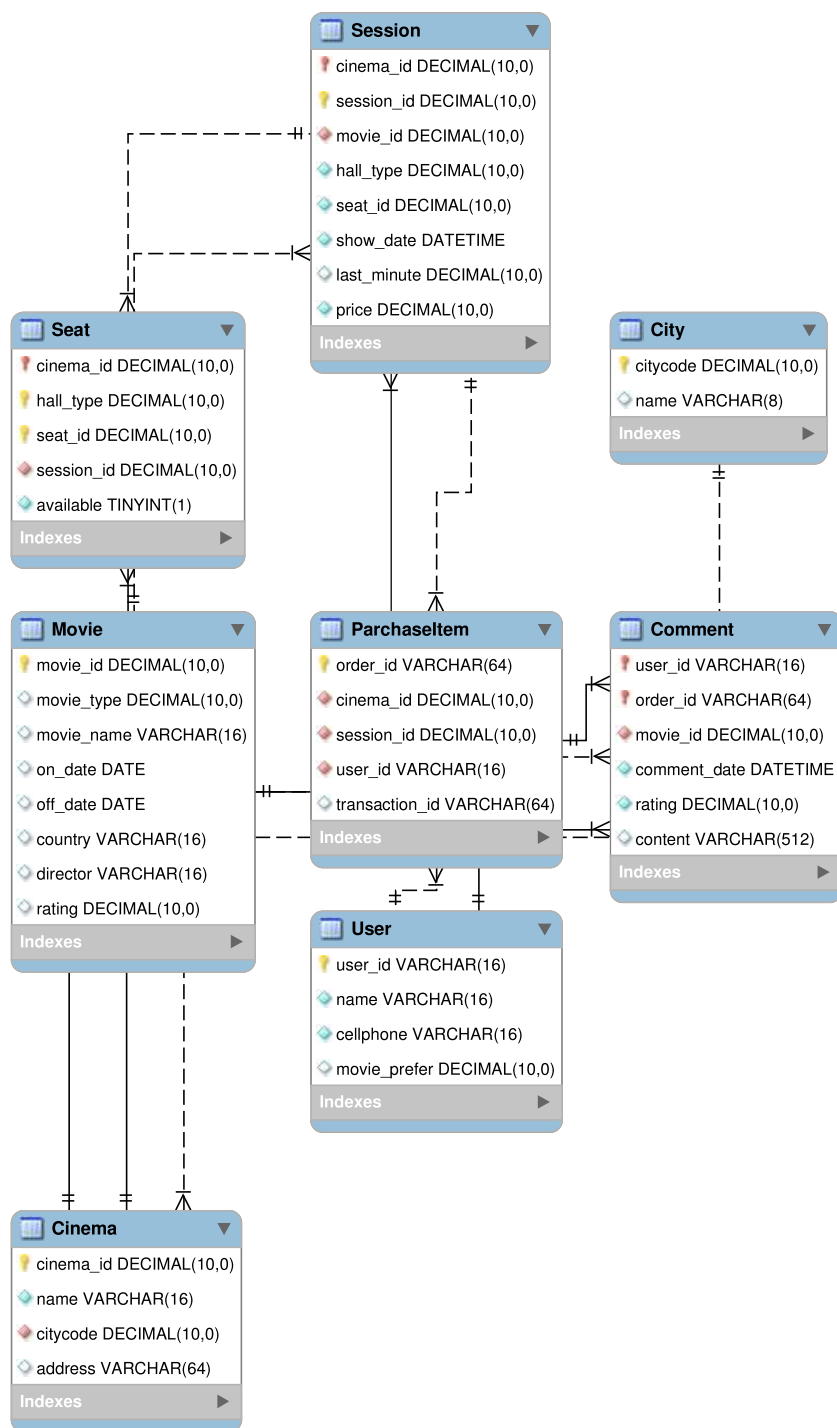 Session
cinema_id DECIMAL(10,0)
session_id DECIMAL(10,0)
movie_id DECIMAL(10,0)
hall_type DECIMAL(10,0)
seat_id DECIMAL(10,0)
show_date DATETIME
last_minute DECIMAL(10,0)
price DECIMAL(10,0)
Indexes
Seat
cinema_id DECIMAL(10,0)
hall_type DECIMAL(10,0)
seat_id DECIMAL(10,0)
session_id DECIMAL(10,0)
available TINYINT(1)
Indexes
City
citycode DECIMAL(10,0)
name VARCHAR(8)
Indexes
Movie
movie_id DECIMAL(10,0)
movie_type DECIMAL(10,0)
movie_name VARCHAR(16)
on_date DATE
off_date DATE
country VARCHAR(16)
director VARCHAR(16)
rating DECIMAL(10,0)
Indexes
ParchaseItem
order_id VARCHAR(64)
cinema_id DECIMAL(10,0)
session_id DECIMAL(10,0)
user_id VARCHAR(16)
transaction_id VARCHAR(64)
Indexes
Comment
user_id VARCHAR(16)
order_id VARCHAR(64)
movie_id DECIMAL(10,0)
comment_date DATETIME
rating DECIMAL(10,0)
content VARCHAR(512)
Indexes
User
user_id VARCHAR(16)
name VARCHAR(16)
cellphone VARCHAR(16)
movie_prefer DECIMAL(10,0)
Indexes
Cinema
cinema_id DECIMAL(10,0)
name VARCHAR(16)
citycode DECIMAL(10,0)
address VARCHAR(64)
Indexes